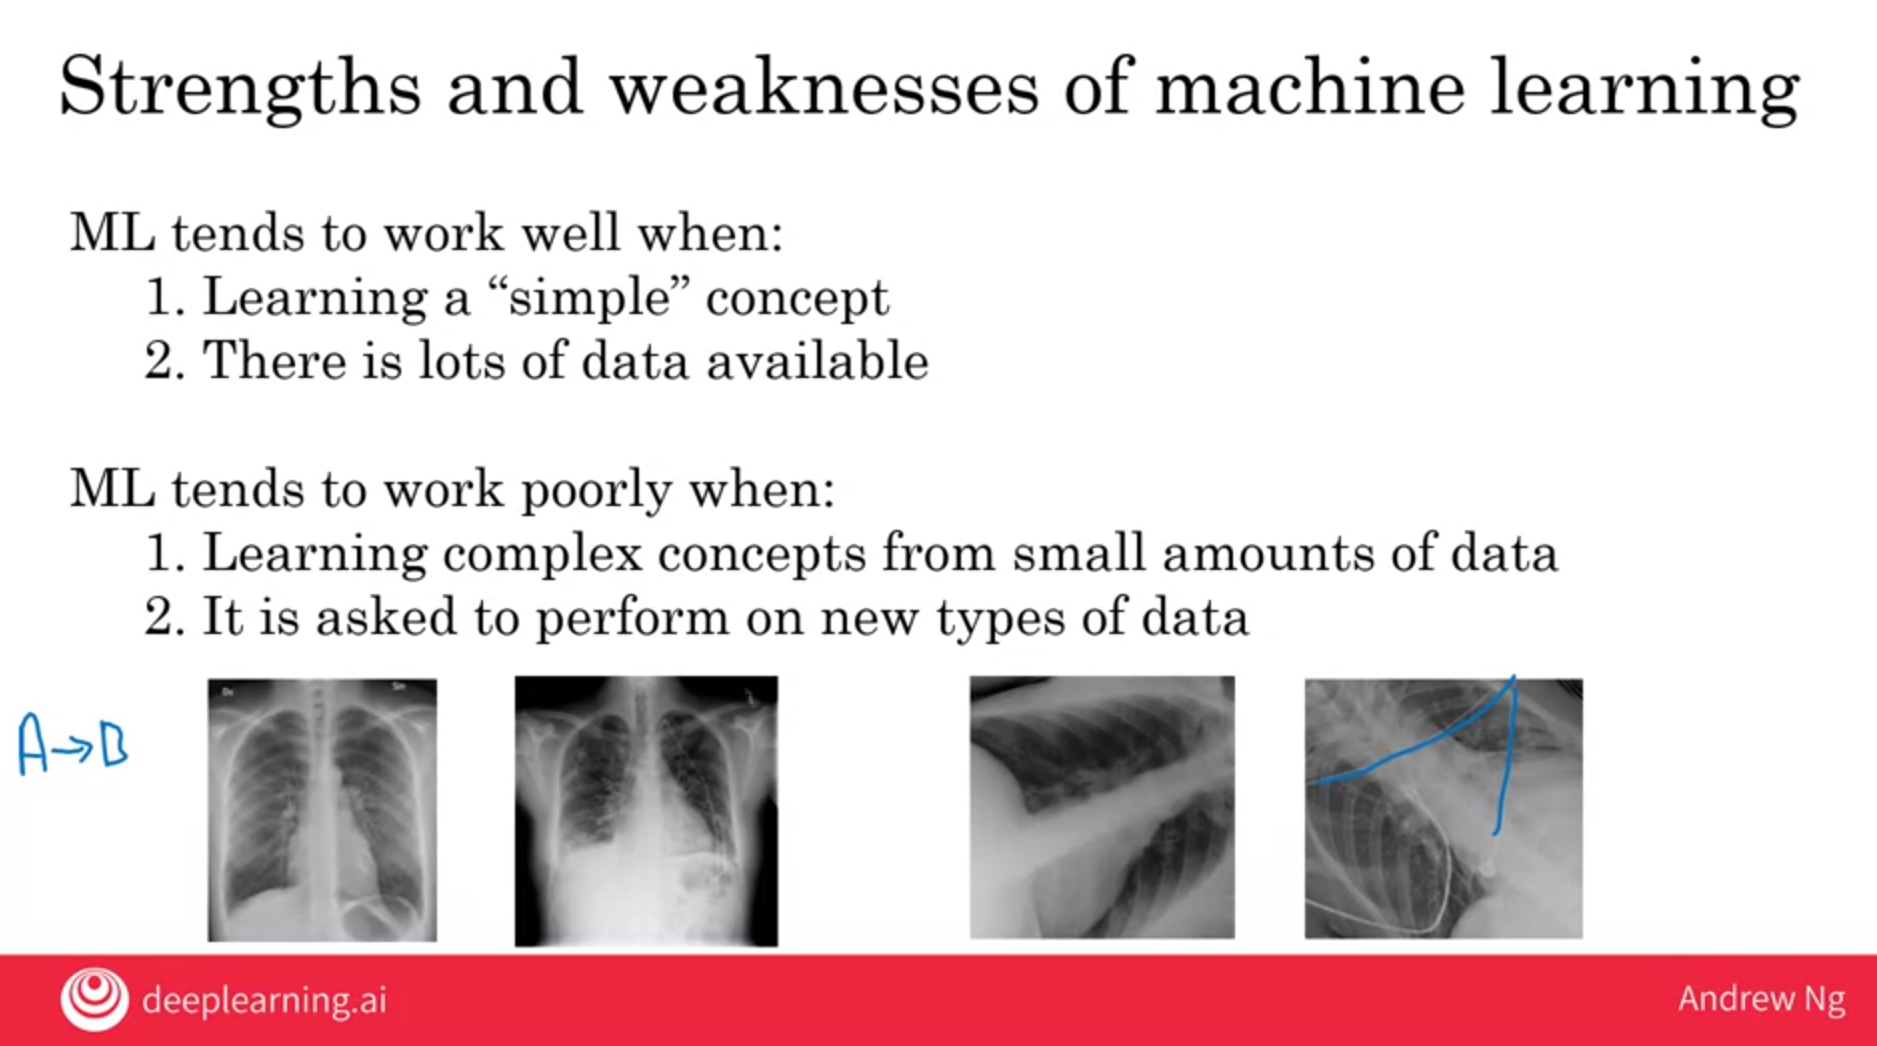 Strengths and weaknesses of machine learning
ML tends to work well when:
1. Learning a “simple” concept
2. There is lots of data available
ML tends to work poorly when:
1. Learning complex concepts from small amounts of data
2. It is asked to perform on new types of data
A→B
Dx
Sin
deeplearning.ai
Andrew Ng